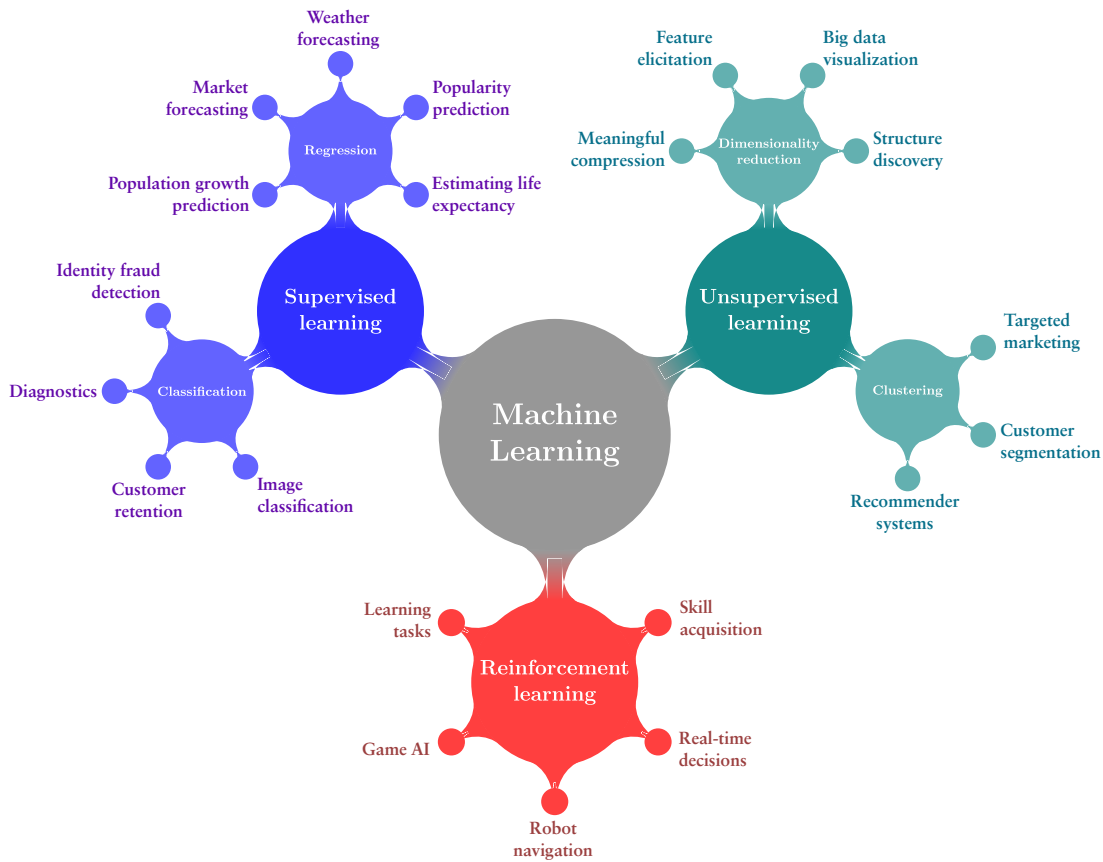 Weather
forecasting
Market
forecasting
Popularity
prediction
Regression
Population growth
prediction
Estimating life
expectancy
Feature
elicitation
Big data
visualization
Meaningful
compression
Dimensionality
reduction
Structure
discovery
Supervised
learning
Unsupervised
learning
Identity fraud
detection
Diagnostics
Classification
Customer
retention
Image
classification
Targeted
marketing
Clustering
Customer
segmentation
Recommender
systems
Machine
Learning
Learning
tasks
Skill
acquisition
Reinforcement
learning
Game AI
Real-time
decisions
Robot
navigation